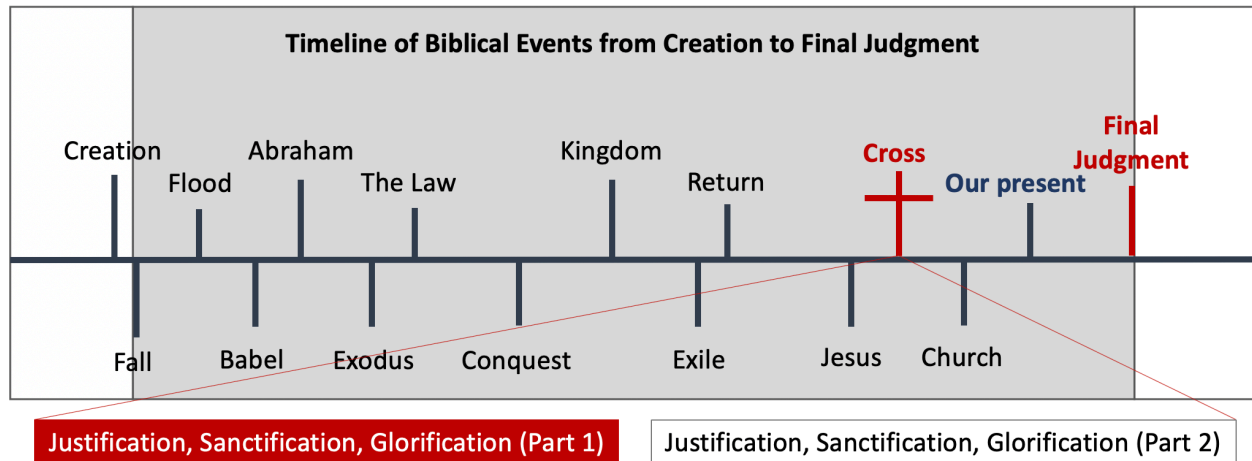 Timeline of Biblical Events from Creation to Final Judgment
Creation
Flood
Abraham
The Law
Kingdom
Return
Cross
Our present
Final
Judgment
Fall
Babel
Exodus
Conquest
Exile
Jesus
Church
Justification, Sanctification, Glorification (Part 1)
Justification, Sanctification, Glorification (Part 2)